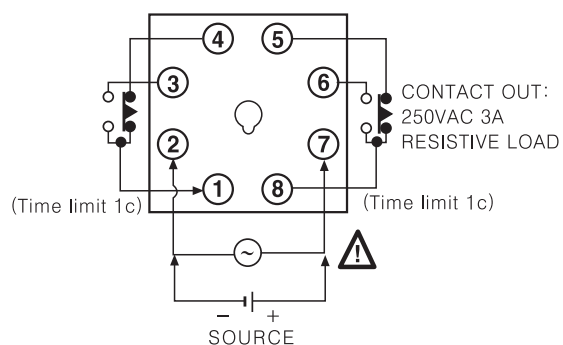 4
5
3
6
CONTACT OUT:
250VAC 3A
RESISTIVE LOAD
2
7
1
8
(Time limit 1c)
(Time limit 1c)
~
!
− +
SOURCE